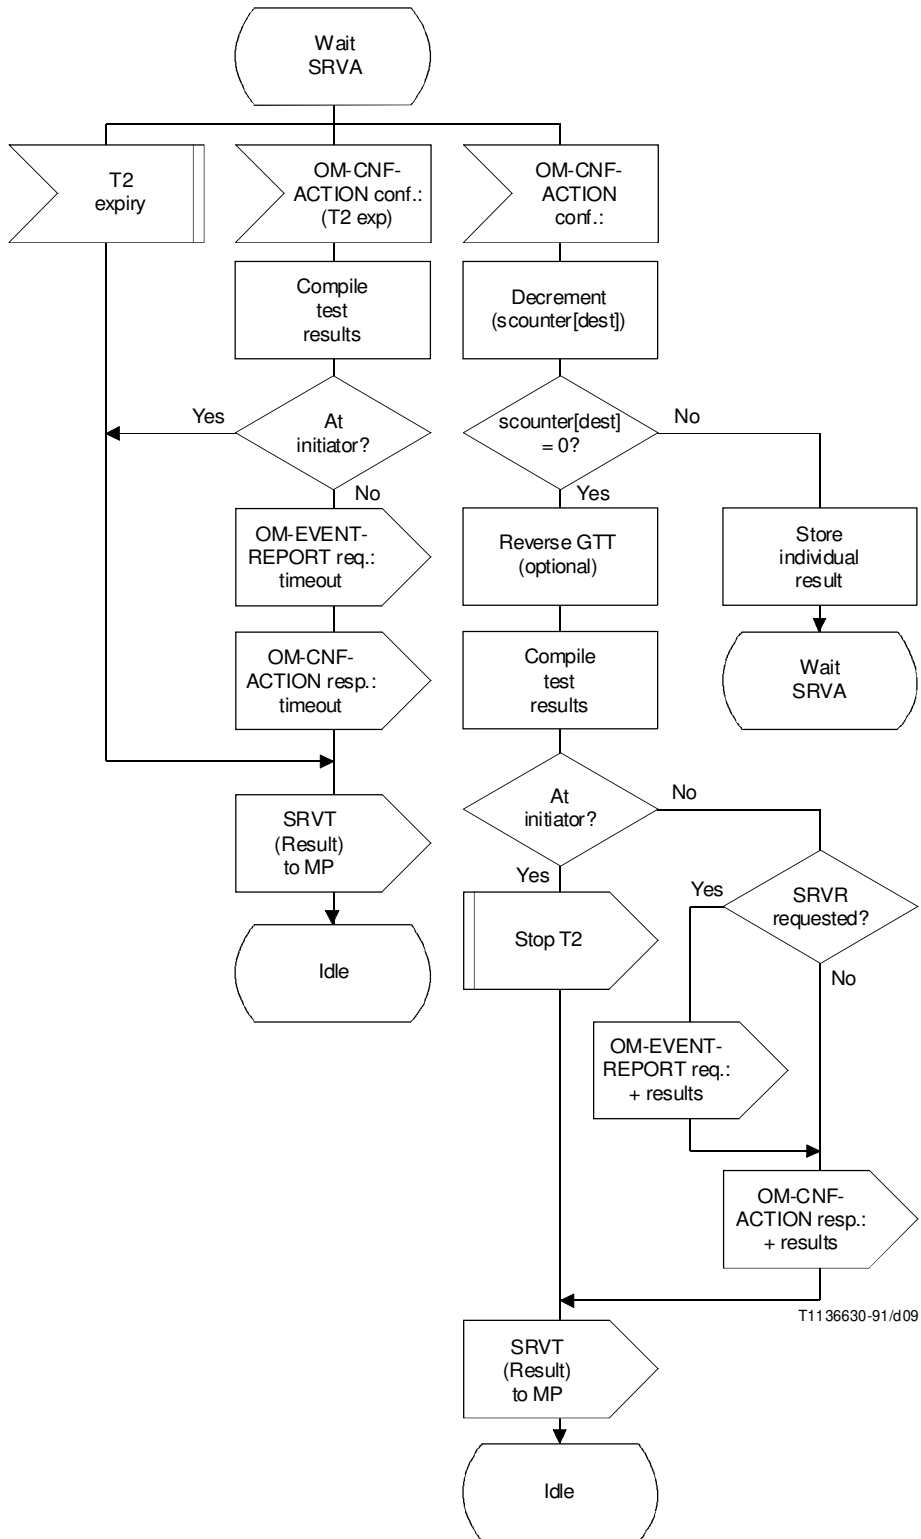 Wait
SRVA
T2
expiry
OM-CNF-
ACTION conf.:
(T2 exp)
OM-CNF-
ACTION
conf.:
Compile
test
results
Decrement
(scounter[dest])
Yes
At
initiator?
No
scounter[dest]
= 0?
No
Yes
OM-EVENT-
REPORT req.:
timeout
Reverse GTT
(optional)
Store
individual
result
OM-CNF-
ACTION resp.:
timeout
Compile
test
results
Wait
SRVA
At
initiator?
No
Yes
SRVT
(Result)
to MP
Yes
SRVR
requested?
No
Stop T2
Idle
OM-EVENT-
REPORT req.:
+ results
OM-CNF-
ACTION resp.:
+ results
T1136630-91/d09
SRVT
(Result)
to MP
Idle